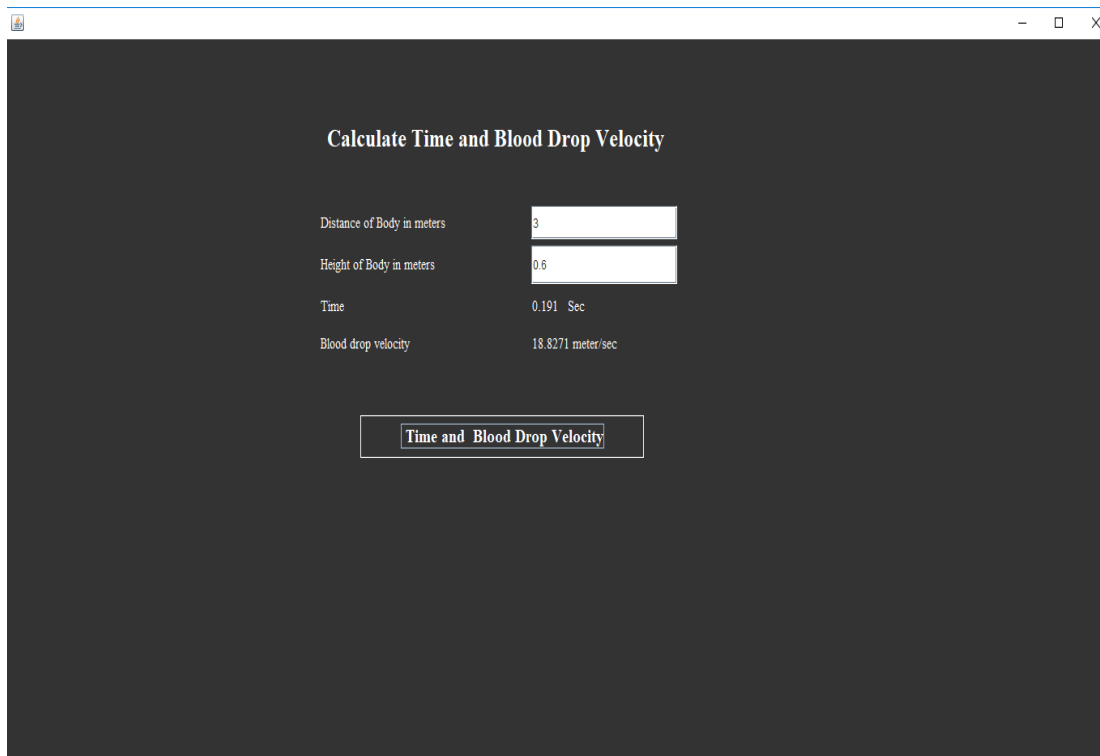 Calculate Time and Blood Drop Velocity
Distance of Body in meters 3
Height of Body in meters 0.6
Time 0.191 Sec
Blood drop velocity 18.8271 meter/sec
Time and Blood Drop Velocity